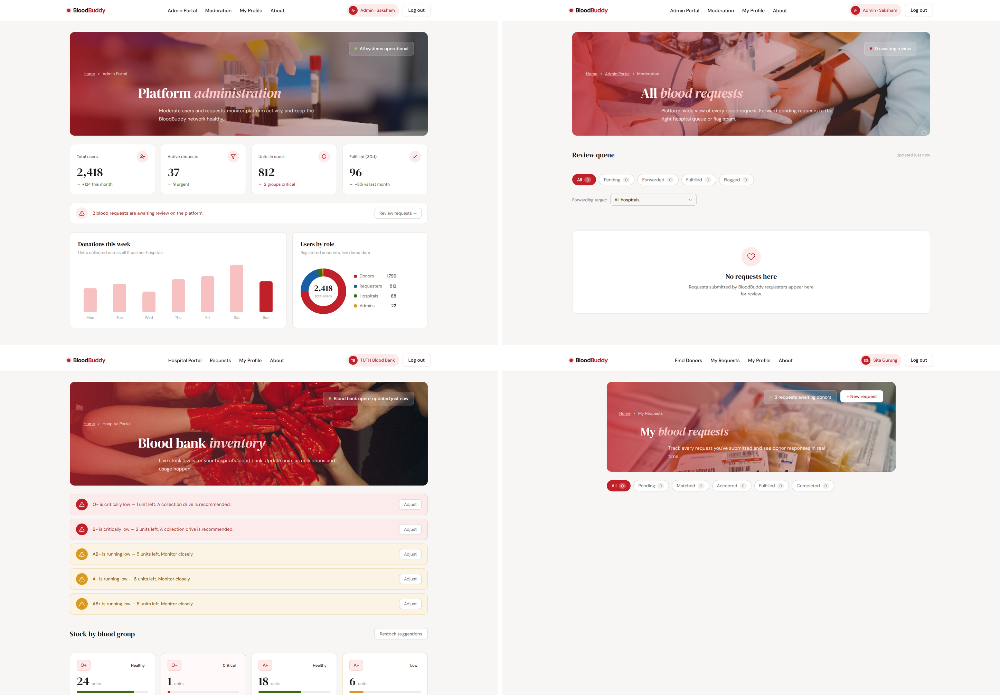 BloodBuddy
Admin Portal Moderation My Profile About
A· Admin · Saksham Log out
All systems operational
Home > Admin Portal
Platform administration
Moderate users and requests, monitor platform activity, and keep the
BloodBuddy network healthy.
Total users
2,418
+124 this month
Active requests
37
9 urgent
Units in stock
812
2 groups critical
Fulfilled (30d)
96
+8% vs last month
2 blood requests are awaiting review on the platform.
Review requests →
Donations this week
Units collected across all 5 partner hospitals
Mon Tue Wed Thu Fri Sat Sun
Users by role
Registered accounts, live demo data
2,418
total users
Donors 1,796
Requesters 512
Hospitals 88
Admins 22
BloodBuddy
Admin Portal Moderation My Profile About
A· Admin · Saksham Log out
0 awaiting review
Home > Admin Portal > Moderation
All blood requests
Platform-wide view of every blood request. Forward pending requests to the
right hospital queue or flag spam.
Review queue
Updated just now
All 0 Pending 0 Forwarded 0 Fulfilled 0 Flagged 0
Forwarding target: All hospitals
No requests here
Requests submitted by BloodBuddy requesters appear here
for review.
BloodBuddy
Hospital Portal Requests My Profile About
TB TUTH Blood Bank Log out
Blood bank open · updated just now
Home > Hospital Portal
Blood bank inventory
Live stock levels for your hospital's blood bank. Update units as collections and
usage happen.
O− is critically low — 1 unit left. A collection drive is recommended. Adjust
B− is critically low — 2 units left. A collection drive is recommended. Adjust
AB− is running low — 5 units left. Monitor closely. Adjust
A− is running low — 6 units left. Monitor closely. Adjust
AB+ is running low — 8 units left. Monitor closely. Adjust
Stock by blood group
Restock suggestions
O+ Healthy
24 units
O− Critical
1 units
A+ Healthy
18 units
A− Low
6 units
BloodBuddy
Find Donors My Requests My Profile About
SG Sita Gurung Log out
2 requests awaiting donors
+ New request
Home > My Requests
My blood requests
Track every request you've submitted and see donor responses in real
time.
All 0 Pending 0 Matched 0 Accepted 0 Fulfilled 0 Completed 0